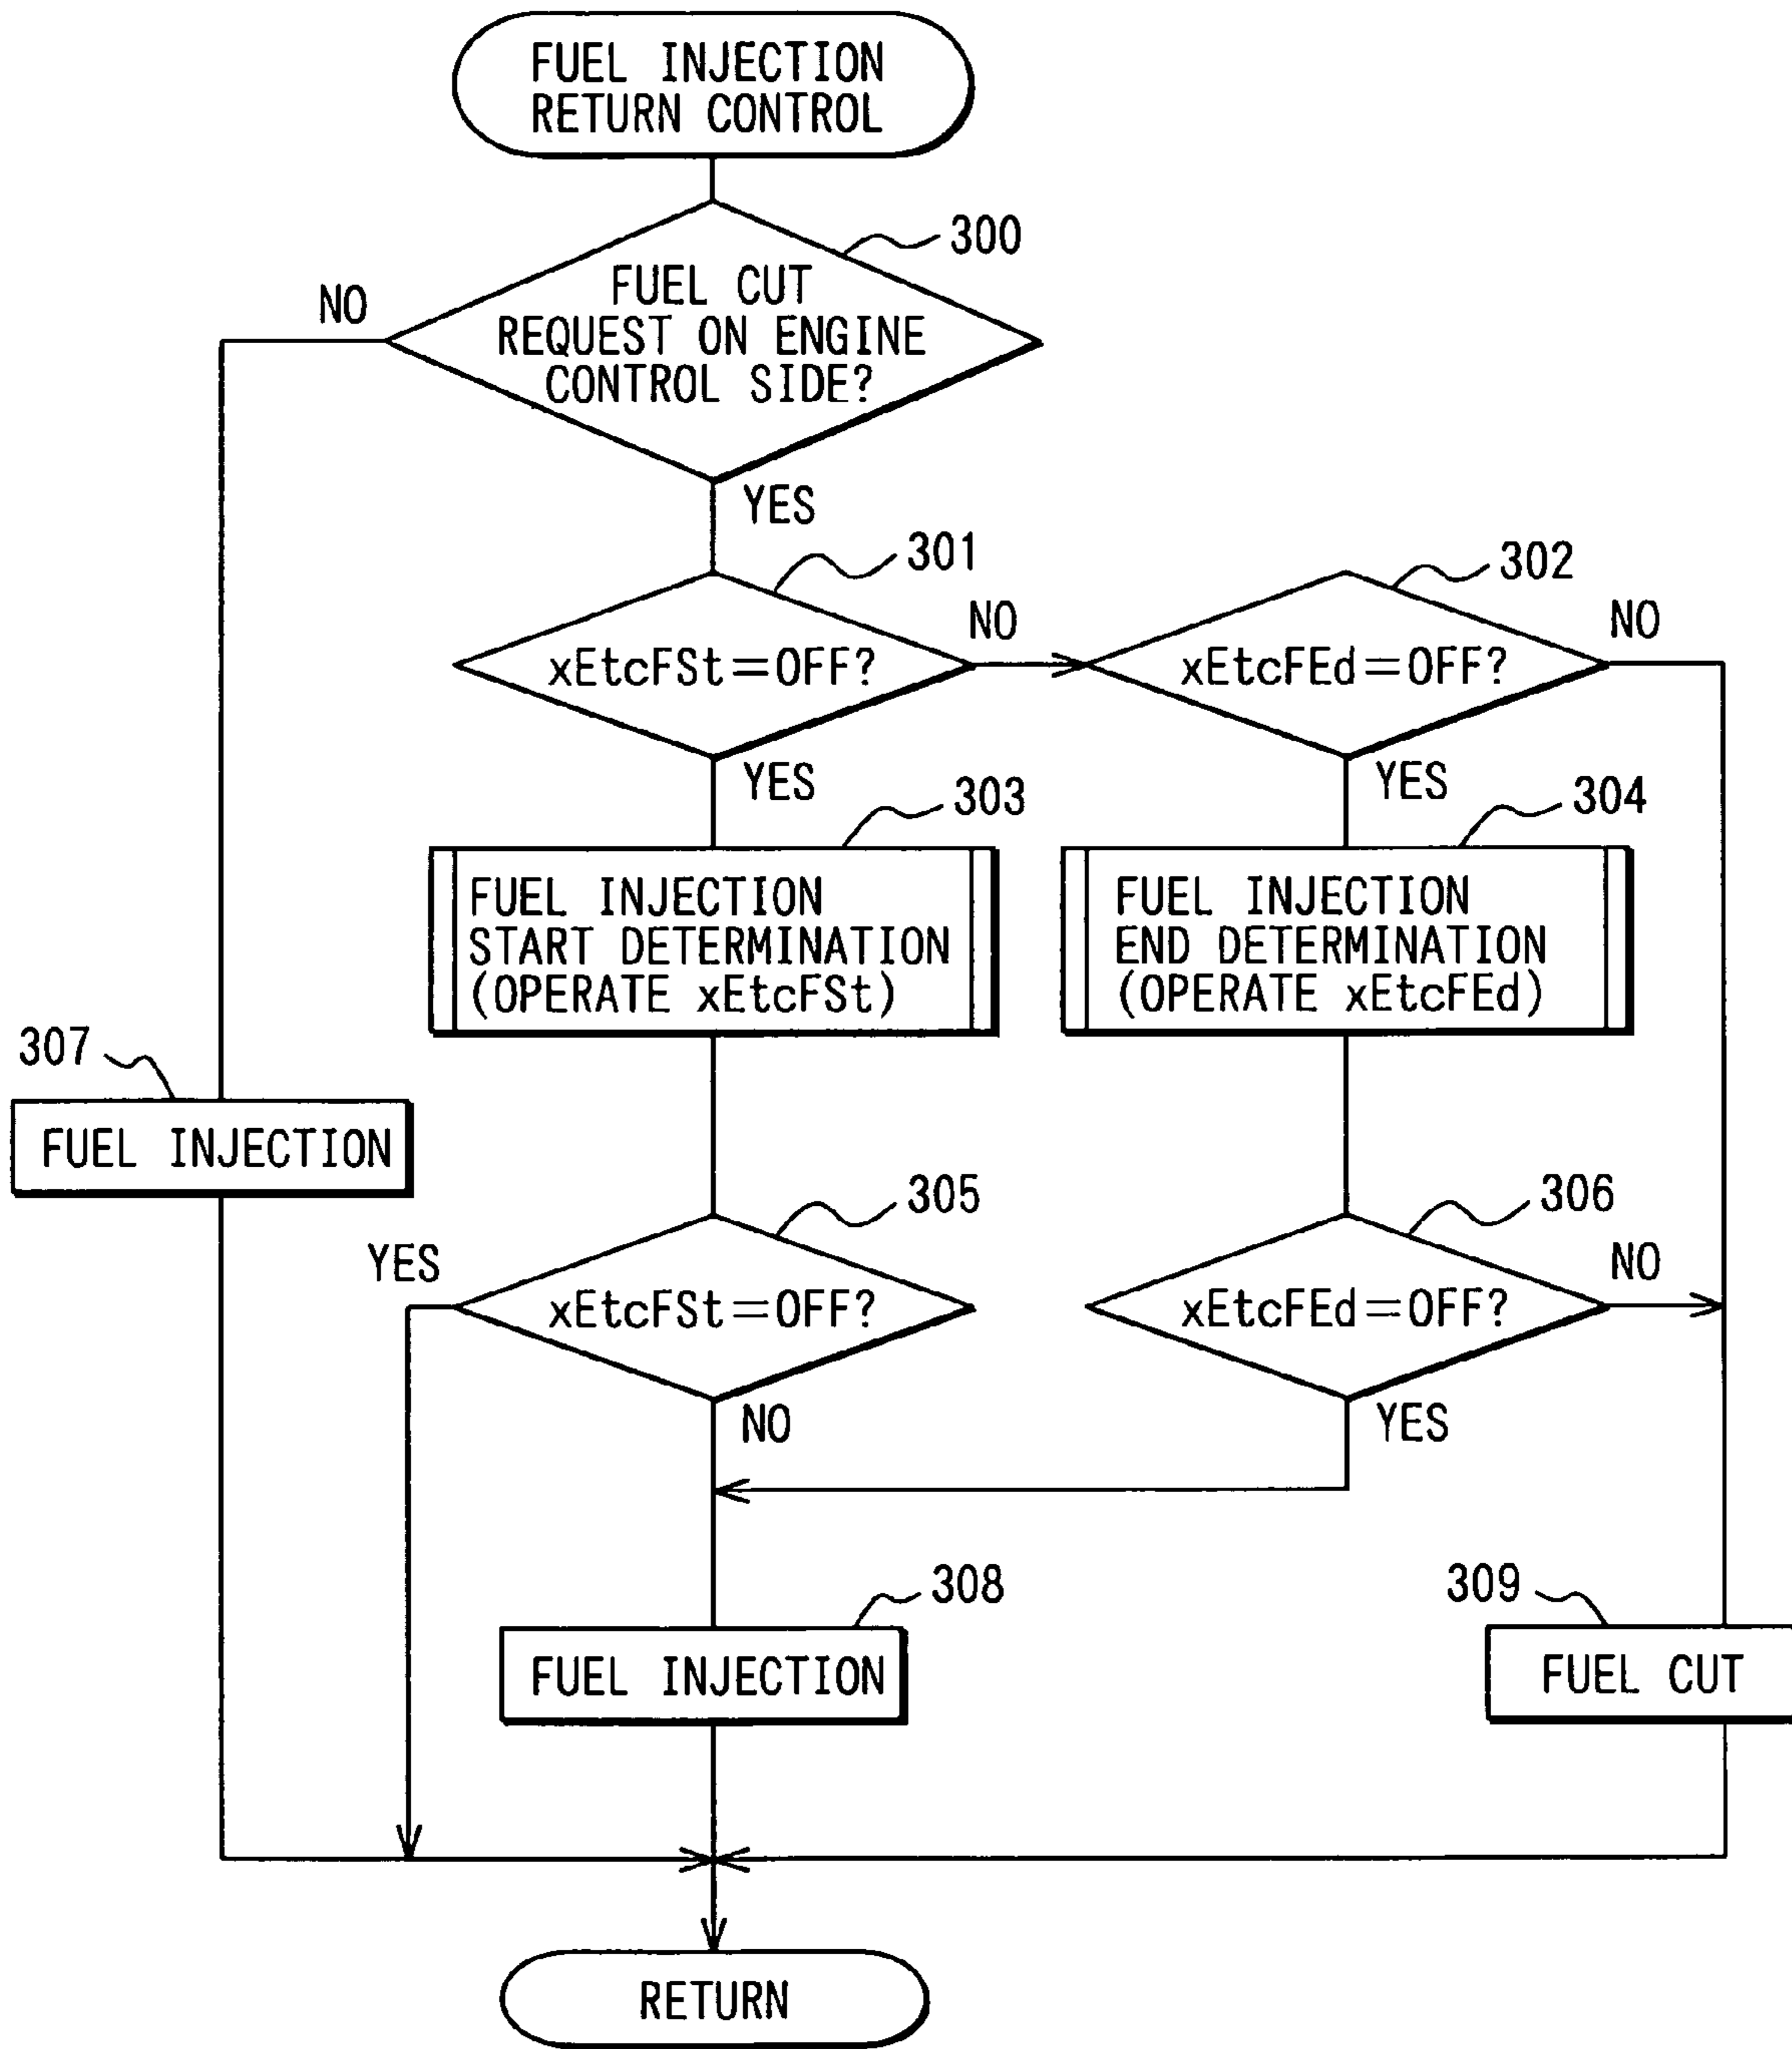 FUEL INJECTION
RETURN CONTROL
300
FUEL CUT
REQUEST ON ENGINE
CONTROL SIDE?
NO
YES
301
302
xEtcFSt=OFF?
NO
xEtcFEd=OFF?
NO
YES
YES
303
304
FUEL INJECTION
START DETERMINATION
(OPERATE xEtcFSt)
FUEL INJECTION
END DETERMINATION
(OPERATE xEtcFEd)
307
FUEL INJECTION
305
306
YES
xEtcFSt=OFF?
xEtcFEd=OFF?
NO
NO
YES
308
309
FUEL INJECTION
FUEL CUT
RETURN